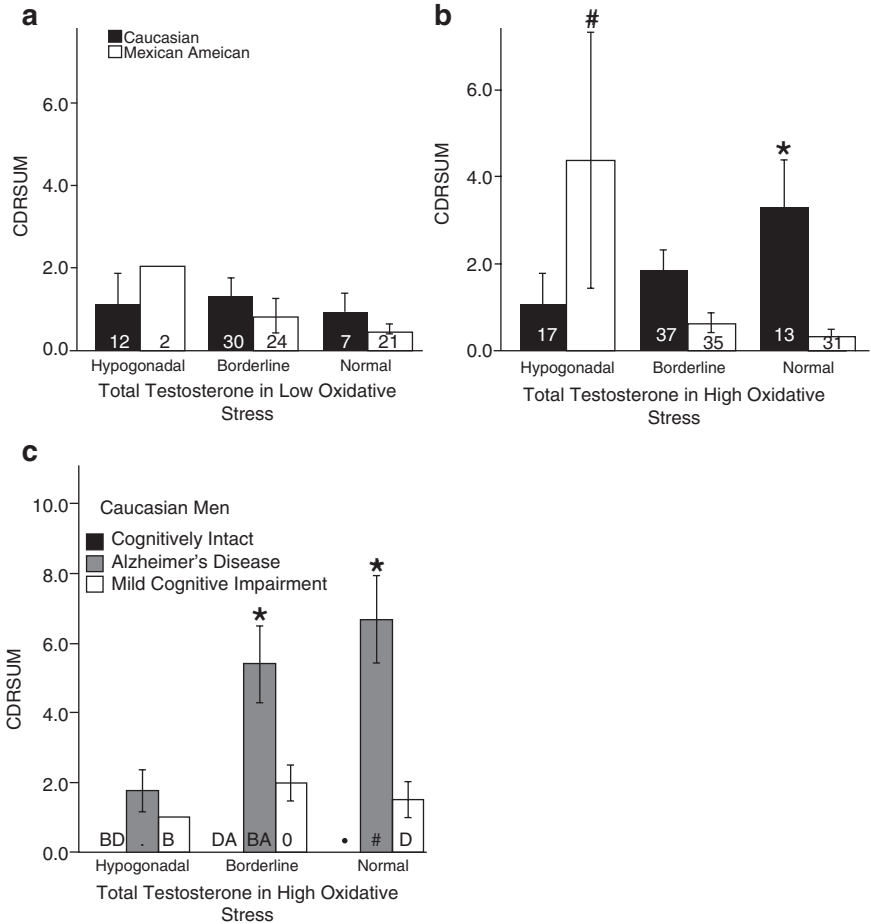 a
Caucasian
Mexican Ameican
CDRSUM
6.0
4.0
2.0
0.0
12 2 30 24 7 21
Hypogonadal Borderline Normal
Total Testosterone in Low Oxidative
Stress
b
#
*
CDRSUM
6.0
4.0
2.0
0.0
17 37 35 13 31
Hypogonadal Borderline Normal
Total Testosterone in High Oxidative
Stress
c
Caucasian Men
Cognitively Intact
Alzheimer's Disease
Mild Cognitive Impairment
* *
CDRSUM
10.0
8.0
6.0
4.0
2.0
0.0
BD . B DA BA 0 • # D
Hypogonadal Borderline Normal
Total Testosterone in High Oxidative
Stress